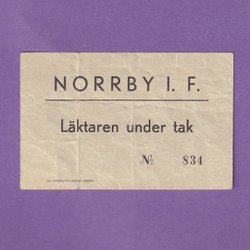 NORRBY I. F.
Läktaren under tak
№ 834